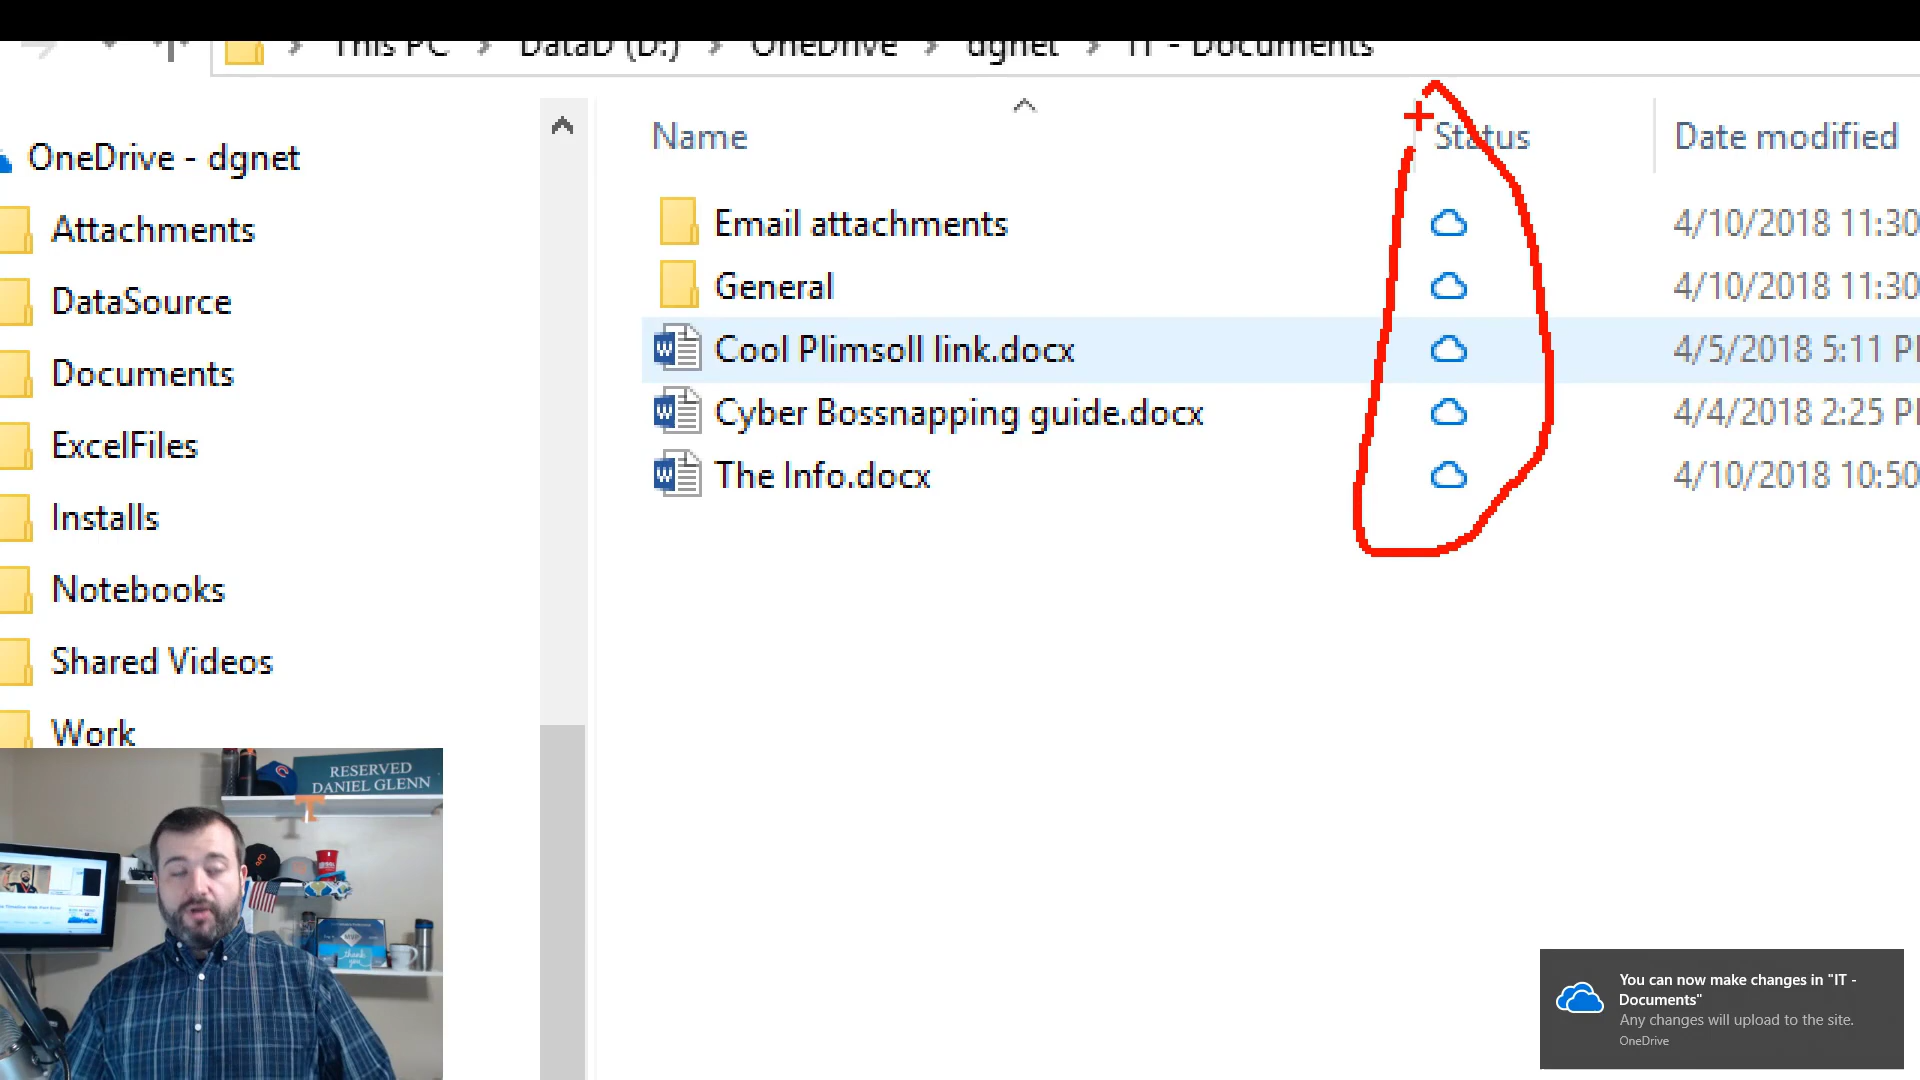 This PC > DataD (D:) > OneDrive > dgnet > IT - Documents
OneDrive - dgnet
Attachments
DataSource
Documents
ExcelFiles
Installs
Notebooks
Shared Videos
Work
Name Status Date modified
Email attachments 4/10/2018 11:30
General 4/10/2018 11:30
Cool Plimsoll link.docx 4/5/2018 5:11 P
Cyber Bossnapping guide.docx 4/4/2018 2:25 P
The Info.docx 4/10/2018 10:50
RESERVED
DANIEL GLENN
MVP
thank
you
You can now make changes in "IT -
Documents"
Any changes will upload to the site.
OneDrive